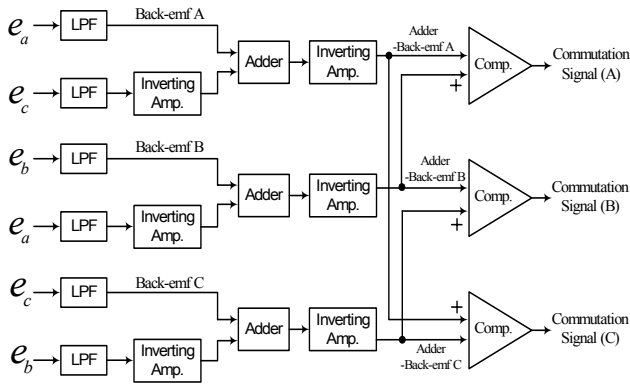 e_a LPF Back-emf A
e_c LPF Inverting Amp.
Adder
Inverting Amp.
Adder
-Back-emf A
+
Comp.
Commutation
Signal (A)
e_b LPF Back-emf B
e_a LPF Inverting Amp.
Adder
Inverting Amp.
Adder
-Back-emf B
+
Comp.
Commutation
Signal (B)
e_c LPF Back-emf C
e_b LPF Inverting Amp.
Adder
Inverting Amp.
+
Adder
-Back-emf C
Comp.
Commutation
Signal (C)